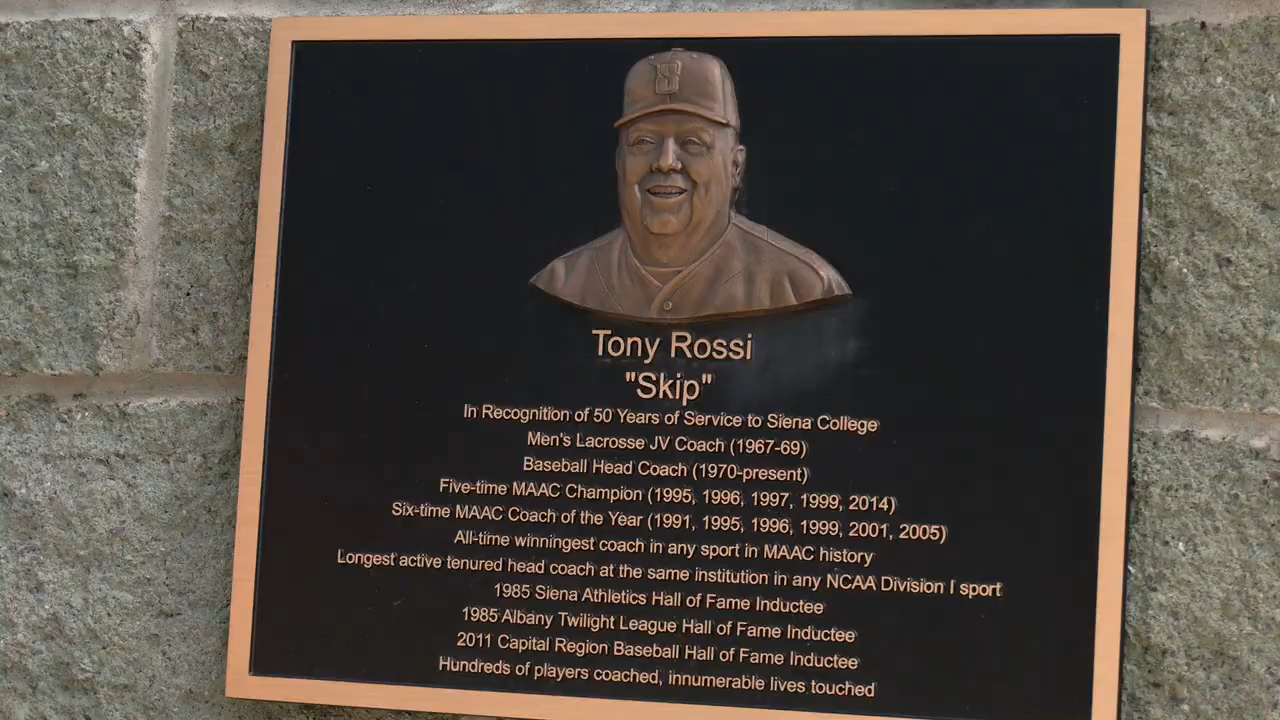 Tony Rossi
"Skip"
In Recognition of 50 Years of Service to Siena College
Men's Lacrosse JV Coach (1967-69)
Baseball Head Coach (1970-present)
Five-time MAAC Champion (1995, 1996, 1997, 1999, 2014)
Six-time MAAC Coach of the Year (1991, 1995, 1996, 1999, 2001, 2005)
All-time winningest coach in any sport in MAAC history
Longest active tenured head coach at the same institution in any NCAA Division I sport
1985 Siena Athletics Hall of Fame Inductee
1985 Albany Twilight League Hall of Fame Inductee
2011 Capital Region Baseball Hall of Fame Inductee
Hundreds of players coached, innumerable lives touched